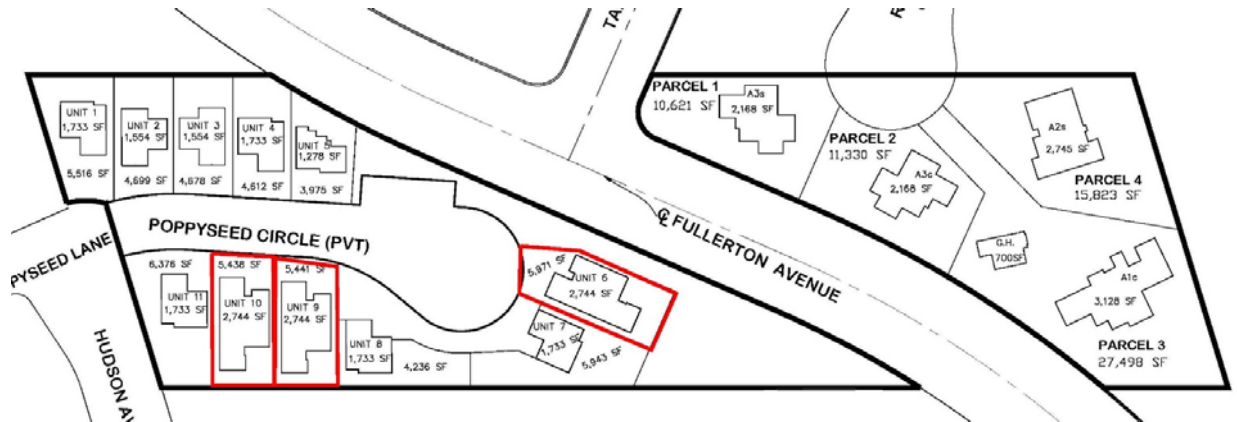 UNIT 1
1,733 SF
5,516 SF
UNIT 2
1,554 SF
4,699 SF
UNIT 3
1,554 SF
4,678 SF
UNIT 4
1,733 SF
4,612 SF
UNIT 5
1,278 SF
3,975 SF
TA
PARCEL 1
10,621 SF
A3s
2,168 SF
PARCEL 2
11,330 SF
A3c
2,168 SF
A2s
2,745 SF
PARCEL 4
15,823 SF
G.H.
700SF
A1c
3,128 SF
PARCEL 3
27,498 SF
℄ FULLERTON AVENUE
POPPYSEED CIRCLE (PVT)
PYSEED LANE
HUDSON AV
6,376 SF
UNIT 11
1,733 SF
5,438 SF
UNIT 10
2,744 SF
5,441 SF
UNIT 9
2,744 SF
UNIT 8
1,733 SF
4,236 SF
5,971 SF
UNIT 6
2,744 SF
UNIT 7
1,733 SF
5,943 SF